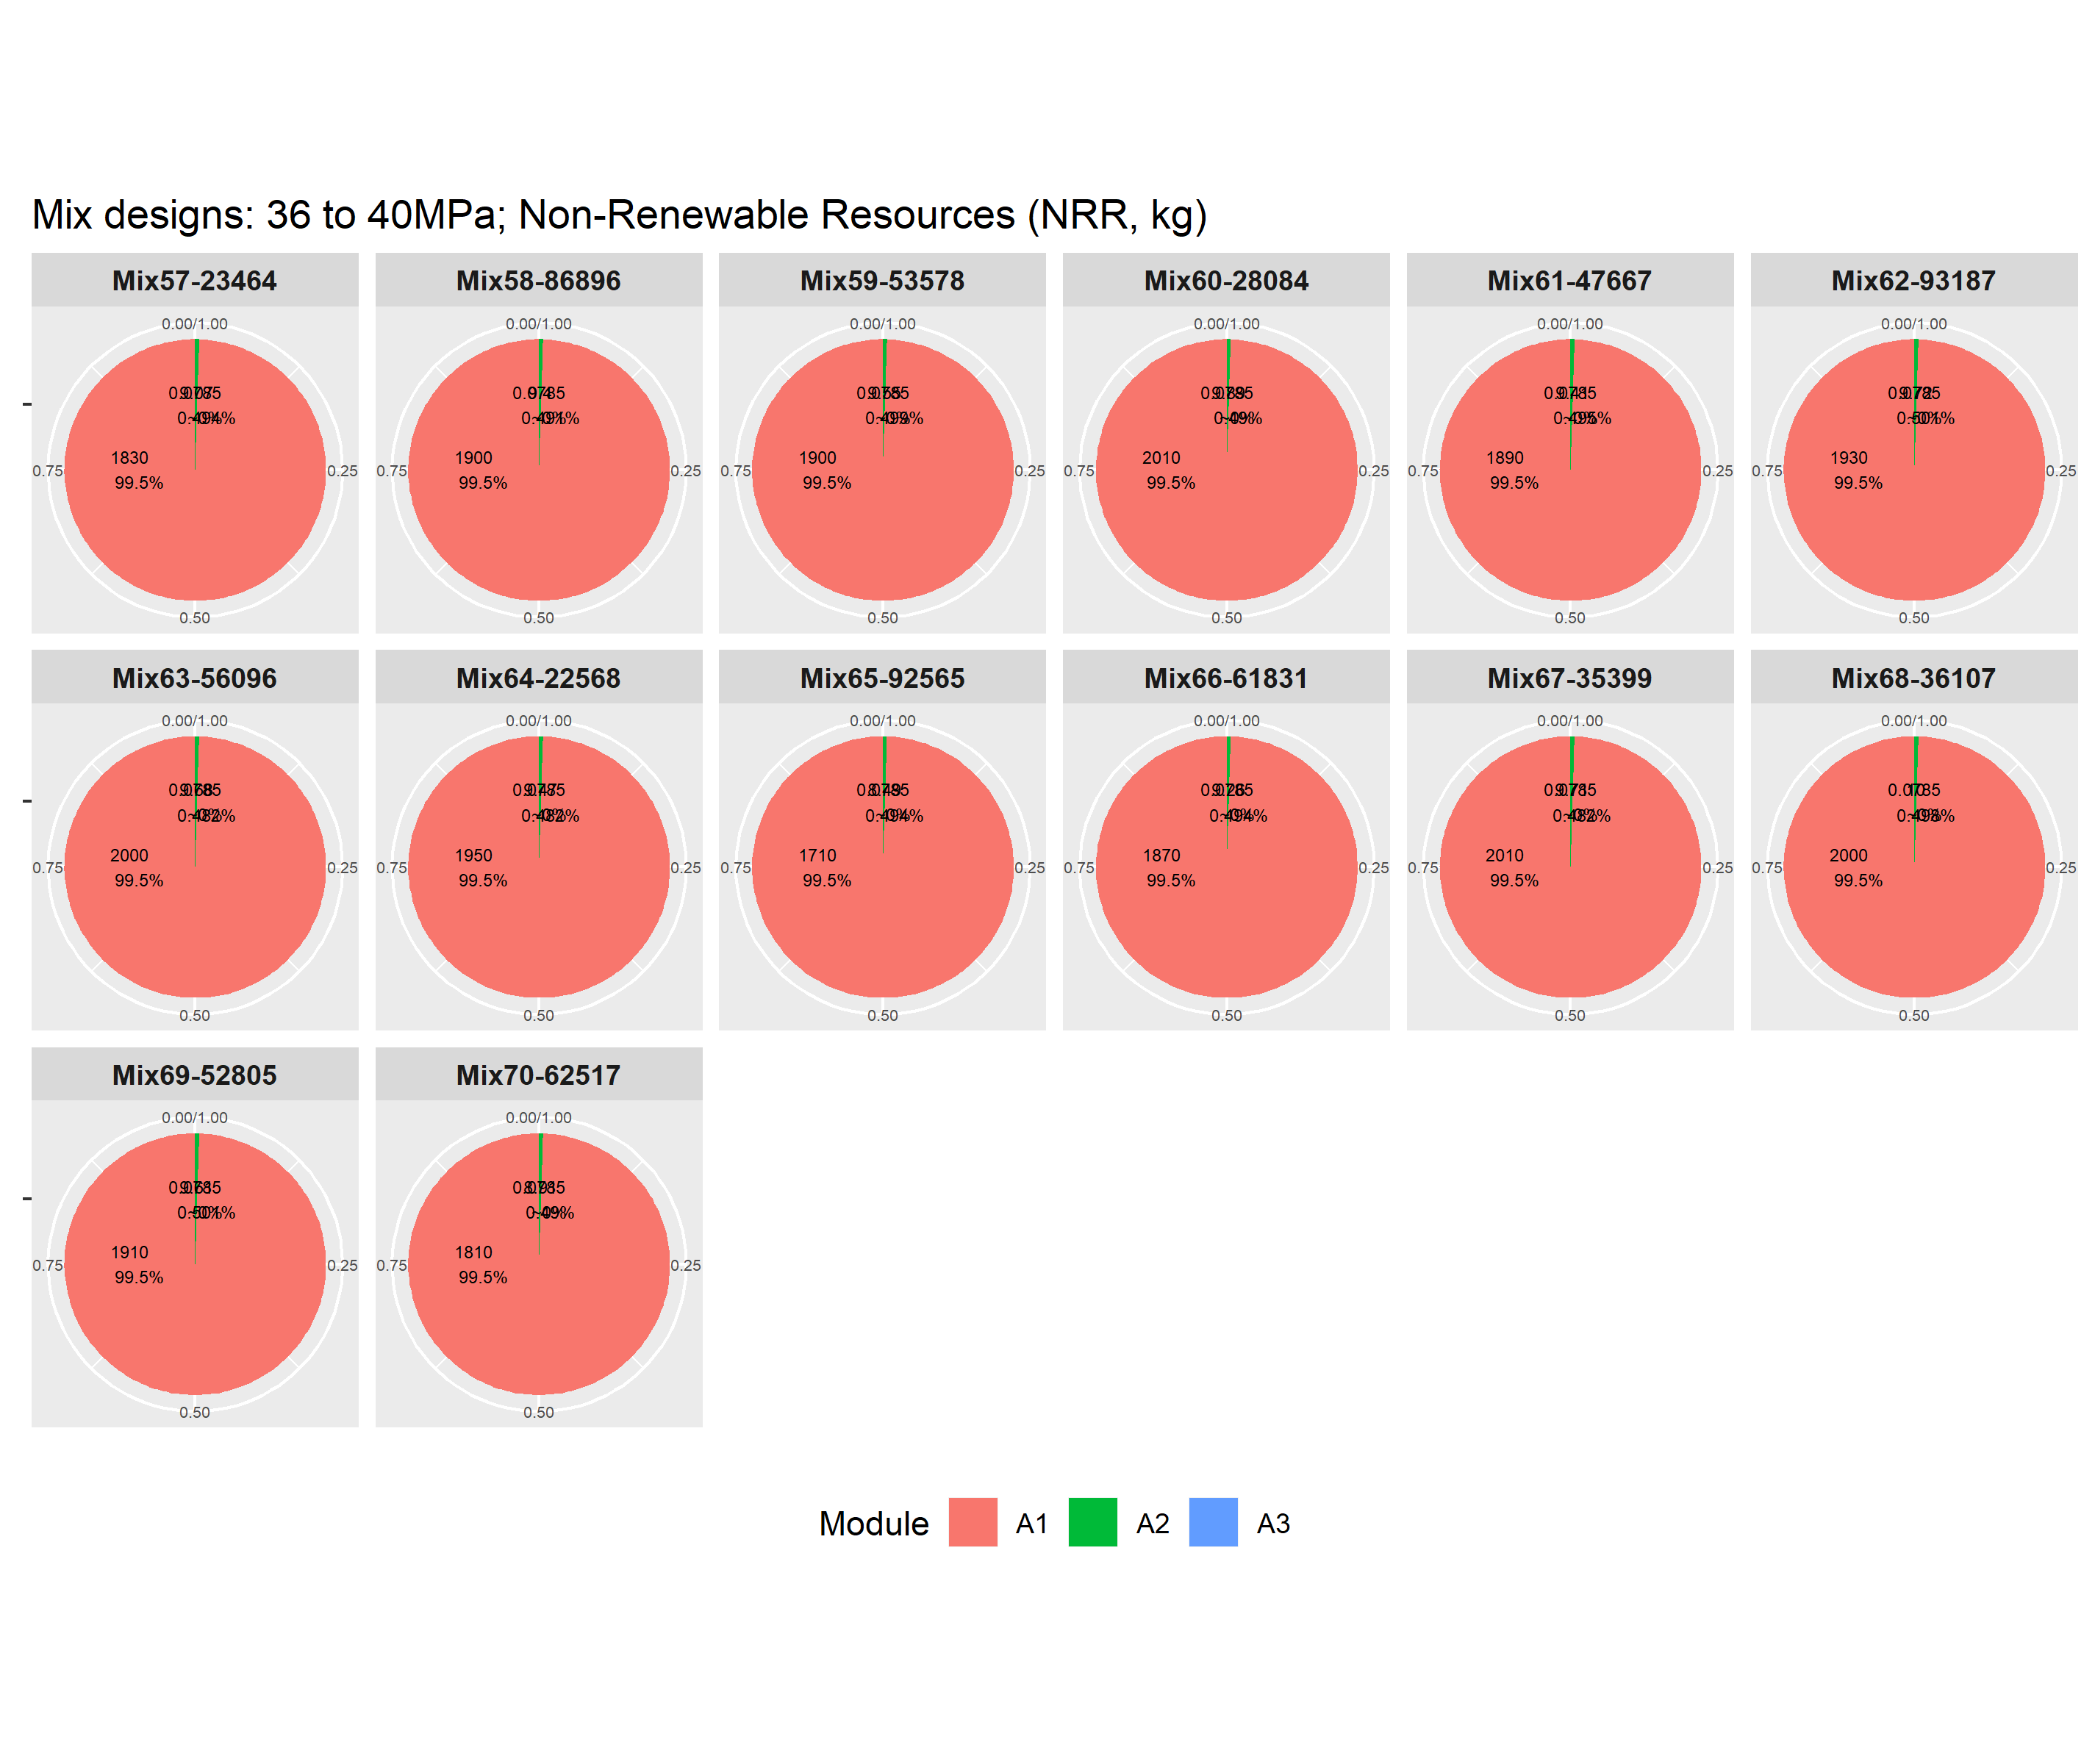 Mix designs: 36 to 40MPa; Non-Renewable Resources (NRR, kg)
Mix57-23464 Mix58-86896 Mix59-53578 Mix60-28084 Mix61-47667 Mix62-93187
0.00/1.00 0.00/1.00 0.00/1.00 0.00/1.00 0.00/1.00 0.00/1.00
1830 1900 1900 2010 1890 1930
0.75 0.25 0.75 0.25 0.75 0.25 0.75 0.25 0.75 0.25 0.75 0.25
99.5% 99.5% 99.5% 99.5% 99.5% 99.5%
0.50 0.50 0.50 0.50 0.50 0.50
Mix63-56096 Mix64-22568 Mix65-92565 Mix66-61831 Mix67-35399 Mix68-36107
0.00/1.00 0.00/1.00 0.00/1.00 0.00/1.00 0.00/1.00 0.00/1.00
2000 1950 1710 1870 2010 2000
0.75 0.25 0.75 0.25 0.75 0.25 0.75 0.25 0.75 0.25 0.75 0.25
99.5% 99.5% 99.5% 99.5% 99.5% 99.5%
0.50 0.50 0.50 0.50 0.50 0.50
Mix69-52805 Mix70-62517
0.00/1.00 0.00/1.00
1910 1810
0.75 0.25 0.75 0.25
99.5% 99.5%
0.50 0.50
Module A1 A2 A3